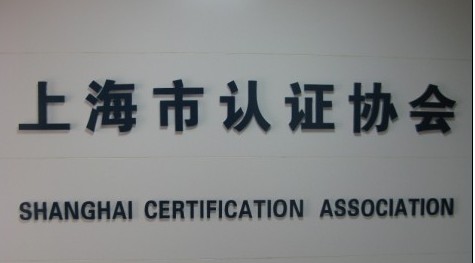 上海市认证协会
SHANGHAI CERTIFICATION ASSOCIATION